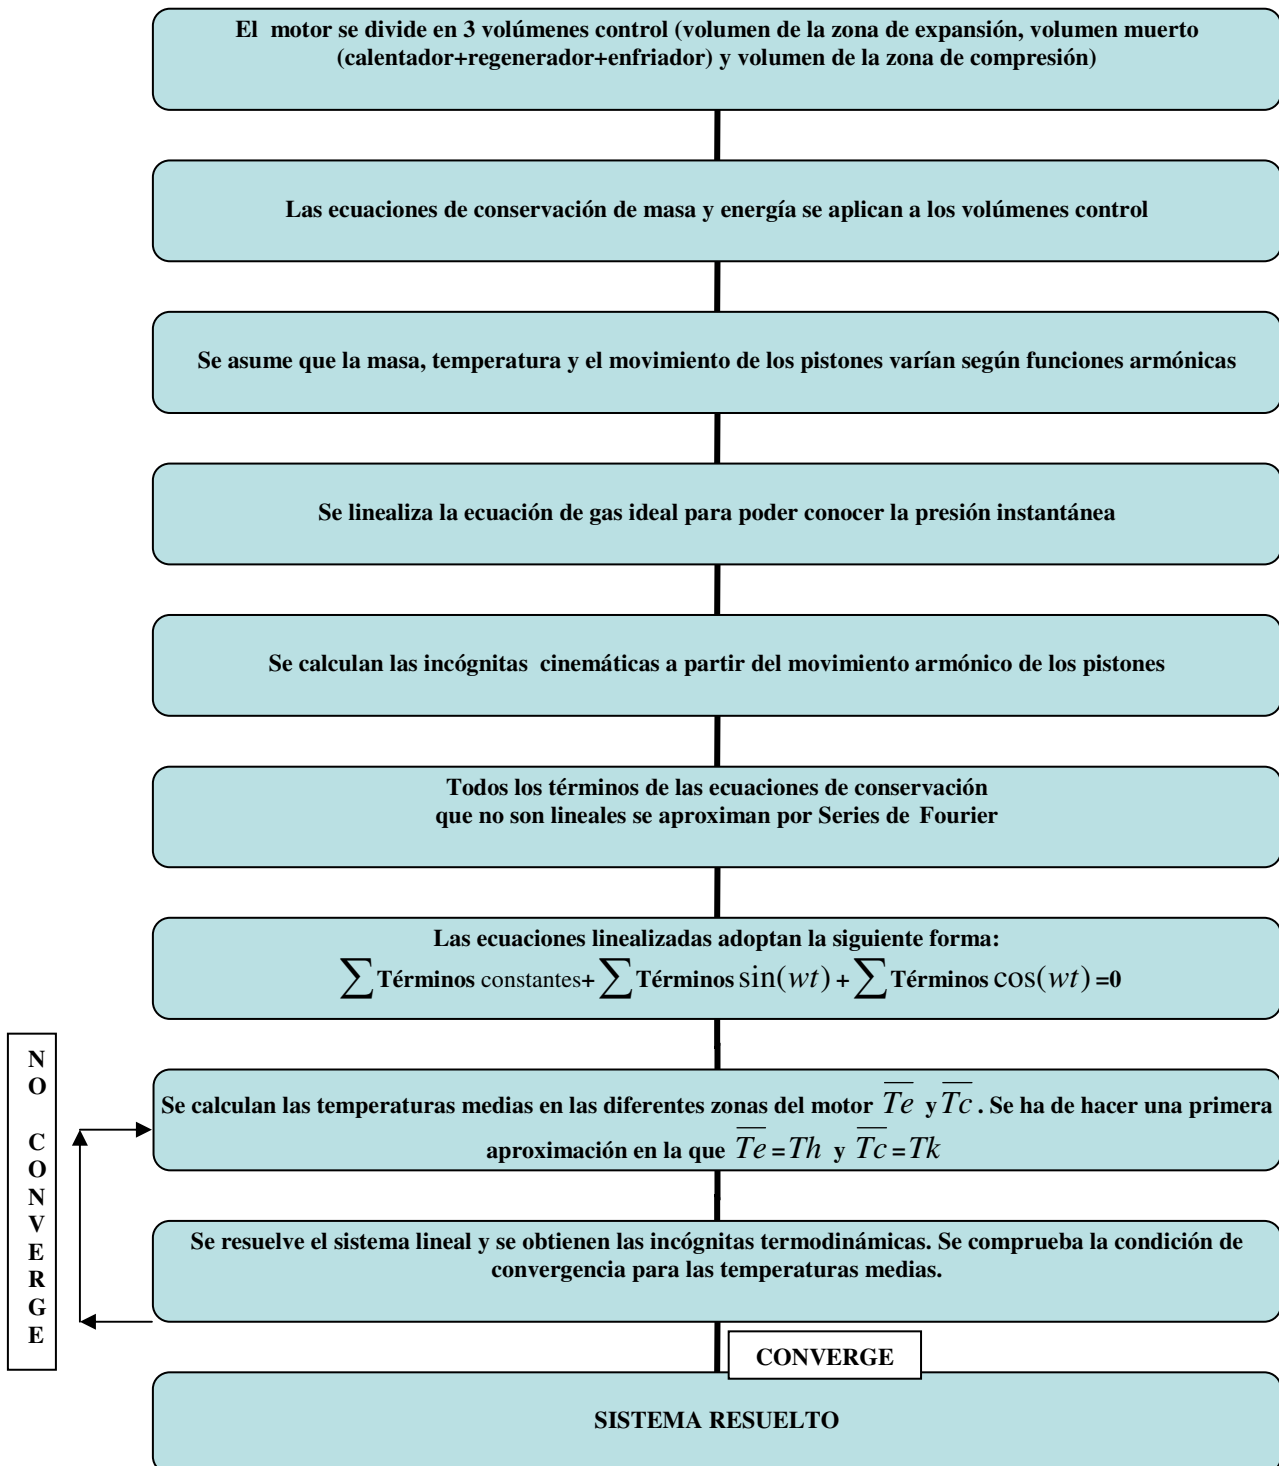 El motor se divide en 3 volúmenes control (volumen de la zona de expansión, volumen muerto
(calentador+regenerador+enfriador) y volumen de la zona de compresión)
Las ecuaciones de conservación de masa y energía se aplican a los volúmenes control
Se asume que la masa, temperatura y el movimiento de los pistones varían según funciones armónicas
Se linealiza la ecuación de gas ideal para poder conocer la presión instantánea
Se calculan las incógnitas cinemáticas a partir del movimiento armónico de los pistones
Todos los términos de las ecuaciones de conservación
que no son lineales se aproximan por Series de Fourier
Las ecuaciones linealizadas adoptan la siguiente forma:
∑ Términos constantes+ ∑ Términos sin(wt) + ∑ Términos cos(wt) =0
NO CONVERGE
Se calculan las temperaturas medias en las diferentes zonas del motor T̅e̅ y T̅c̅ . Se ha de hacer una primera
aproximación en la que T̅e̅ =Th y T̅c̅ =Tk
Se resuelve el sistema lineal y se obtienen las incógnitas termodinámicas. Se comprueba la condición de
convergencia para las temperaturas medias.
CONVERGE
SISTEMA RESUELTO